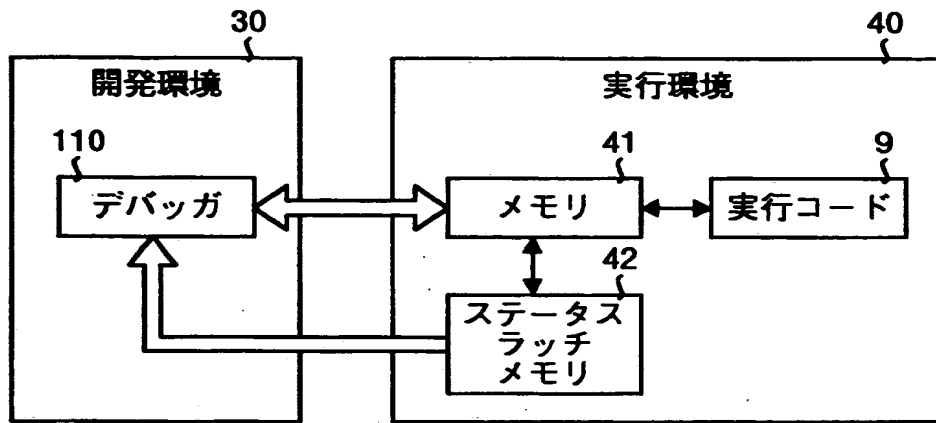 30
40
開発環境
実行環境
110
41
9
デバッガ
メモリ
実行コード
42
ステータス
ラッチ
メモリ